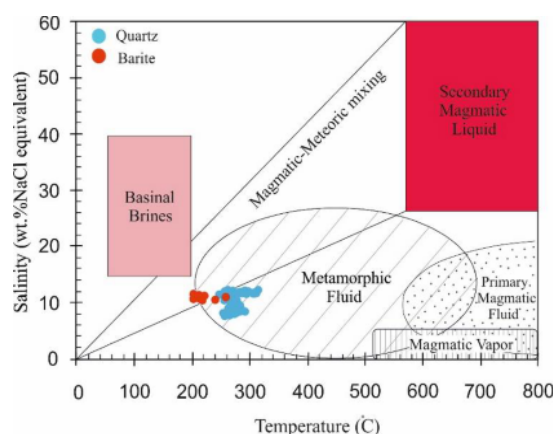 60
Quartz
Barite
50
40
30
20
10
0
Salinity (wt.%NaCl equivalent)
Magmatic-Meteoric mixing
Secondary
Magmatic
Liquid
Basinal
Brines
Metamorphic
Fluid
Primary
Magmatic
Fluid
Magmatic Vapor
0 100 200 300 400 500 600 700 800
Temperature (C)